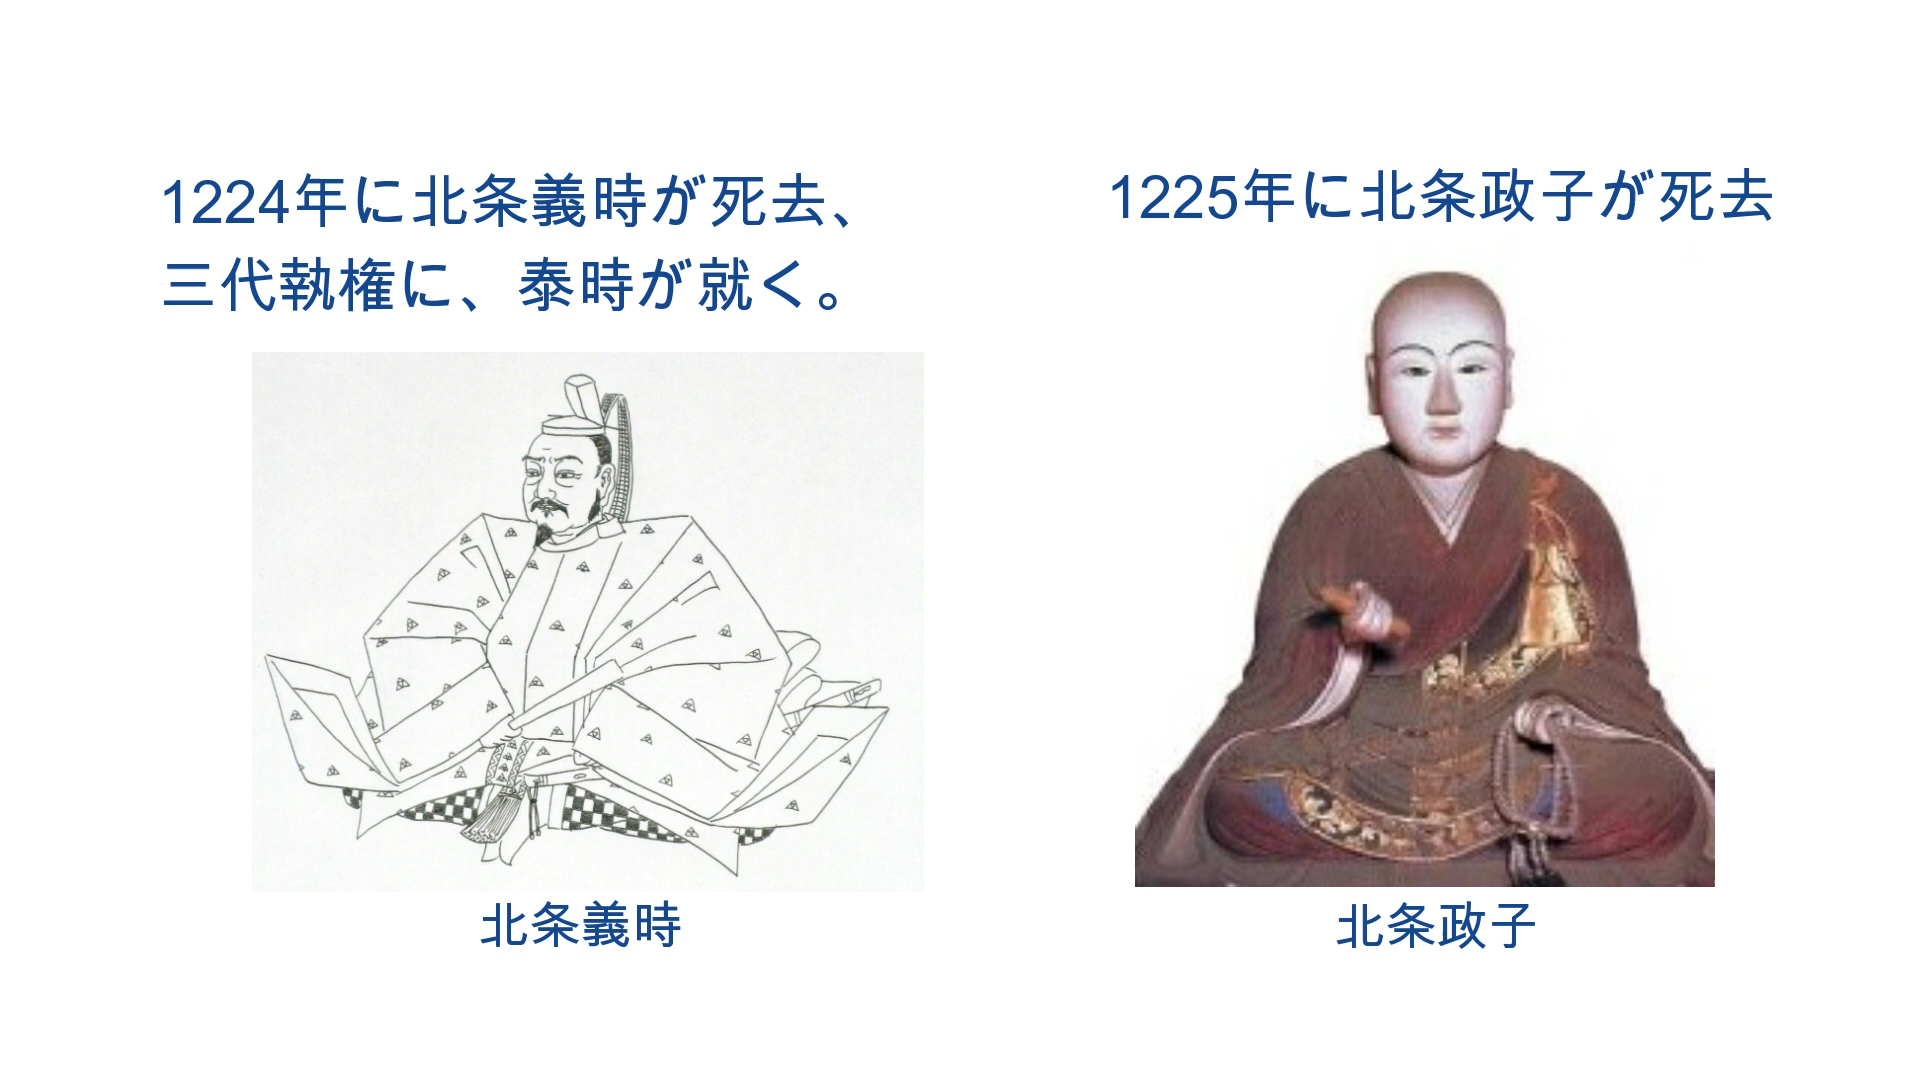 1224年に北条義時が死去、
三代執権に、泰時が就く。
北条義時
1225年に北条政子が死去
北条政子